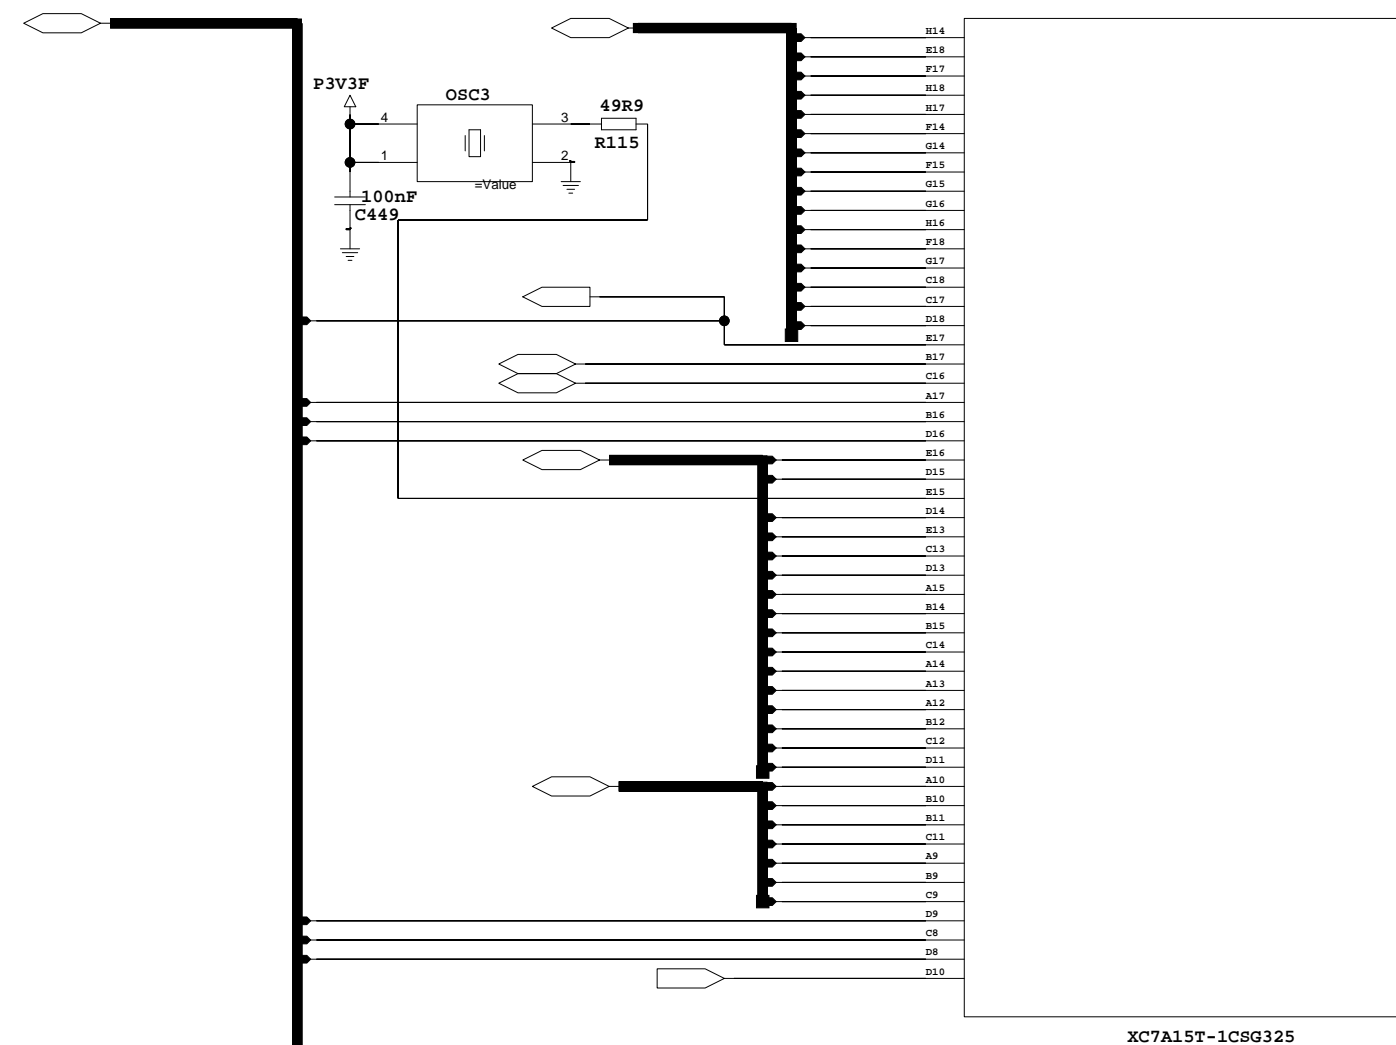 P3V3F
OSC3
4
1
3
2
=Value
49R9
R115
100nF
C449
H14
E18
F17
H18
H17
F14
G14
F15
G15
G16
H16
F18
G17
C18
C17
D18
E17
B17
C16
A17
B16
D16
E16
D15
E15
D14
E13
C13
D13
A15
B14
B15
C14
A14
A13
A12
B12
C12
D11
A10
B10
B11
C11
A9
B9
C9
D9
C8
D8
D10
XC7A15T-1CSG325